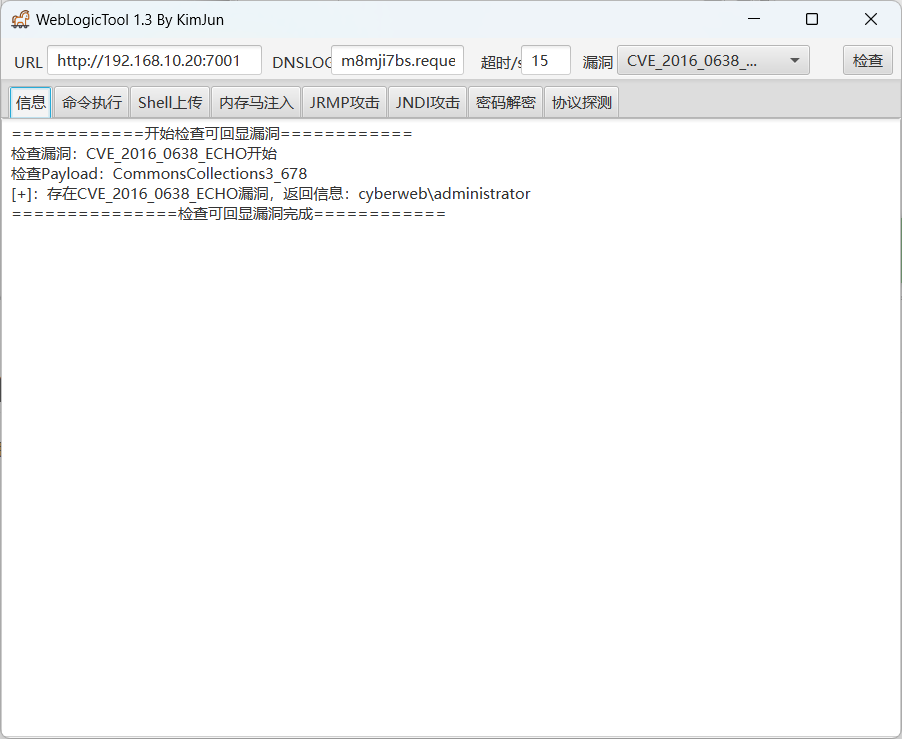 WebLogicTool 1.3 By KimJun
URL http://192.168.10.20:7001 DNSLOG m8mji7bs.reque 超时/s 15 漏洞 CVE_2016_0638_... 检查
信息 命令执行 Shell上传 内存马注入 JRMP攻击 JNDI攻击 密码解密 协议探测
============开始检查可回显漏洞============
检查漏洞：CVE_2016_0638_ECHO开始
检查Payload：CommonsCollections3_678
[+]：存在CVE_2016_0638_ECHO漏洞，返回信息：cyberweb\administrator
===============检查可回显漏洞完成============